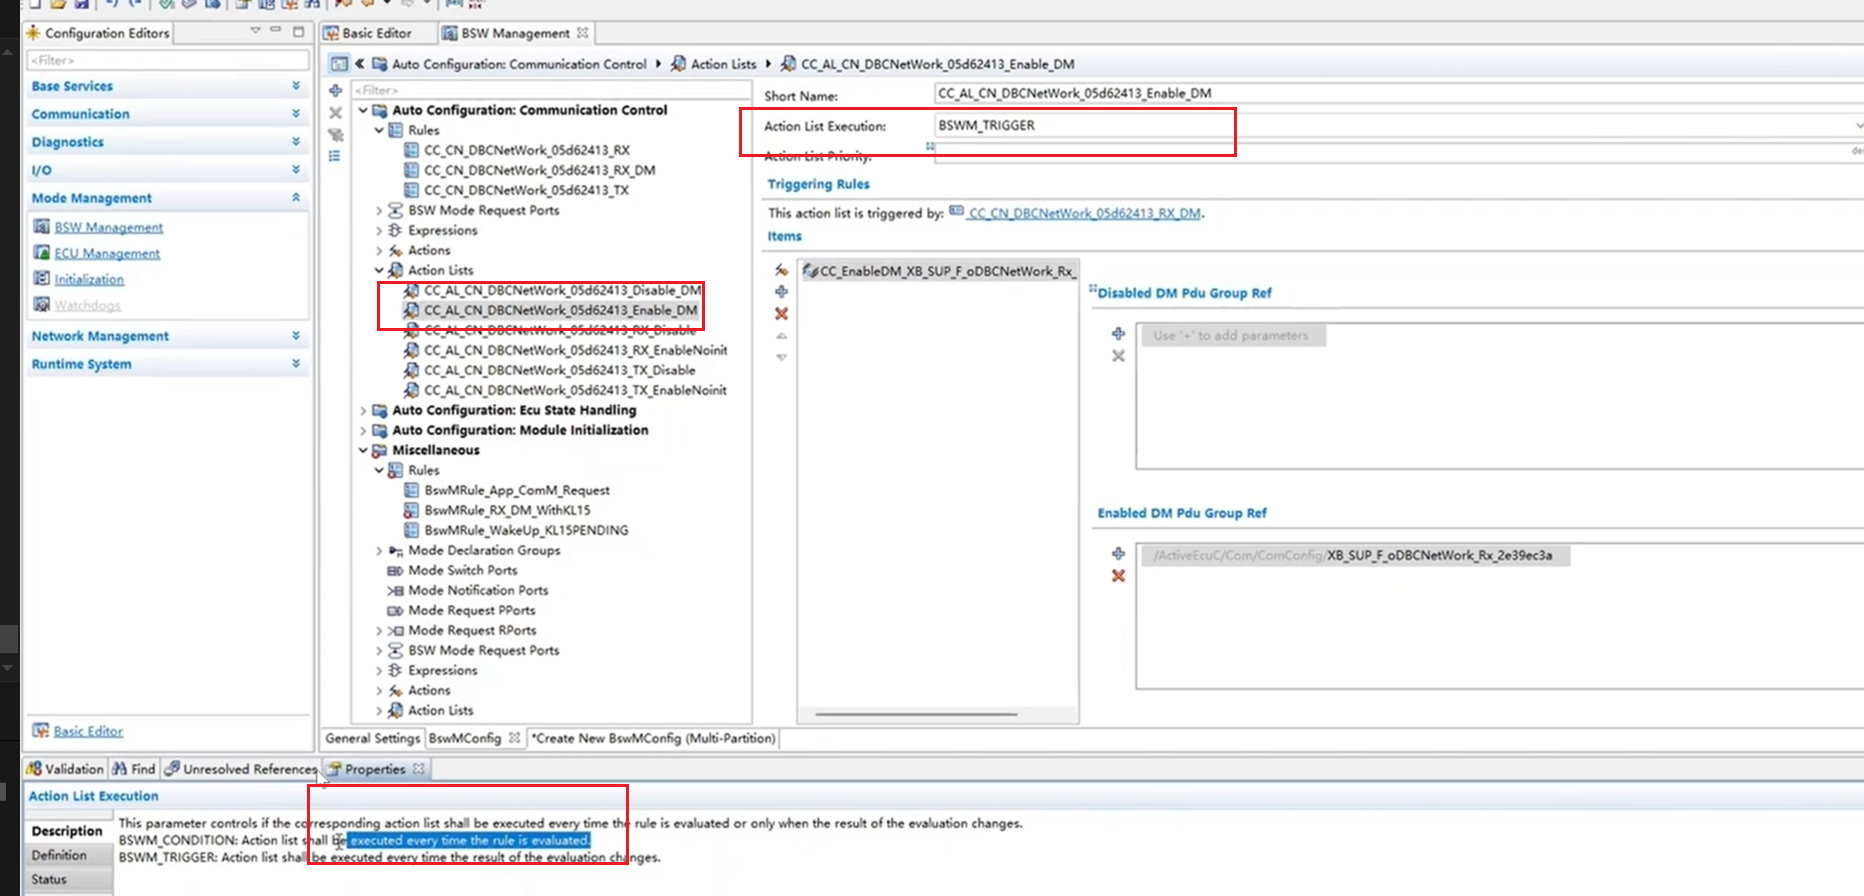 Configuration Editors
<Filter>
Base Services
Communication
Diagnostics
I/O
Mode Management
BSW Management
ECU Management
Initialization
Watchdogs
Network Management
Runtime System
Basic Editor
Basic Editor
BSW Management
Auto Configuration: Communication Control
Action Lists
CC_AL_CN_DBCNetWork_05d62413_Enable_DM
<Filter>
Auto Configuration: Communication Control
Rules
CC_CN_DBCNetWork_05d62413_RX
CC_CN_DBCNetWork_05d62413_RX_DM
CC_CN_DBCNetWork_05d62413_TX
BSW Mode Request Ports
Expressions
Actions
Action Lists
CC_AL_CN_DBCNetWork_05d62413_Disable_DM
CC_AL_CN_DBCNetWork_05d62413_Enable_DM
CC_AL_CN_DBCNetWork_05d62413_RX_Disable
CC_AL_CN_DBCNetWork_05d62413_RX_EnableNoinit
CC_AL_CN_DBCNetWork_05d62413_TX_Disable
CC_AL_CN_DBCNetWork_05d62413_TX_EnableNoinit
Auto Configuration: Ecu State Handling
Auto Configuration: Module Initialization
Miscellaneous
Rules
BswMRule_App_ComM_Request
BswMRule_RX_DM_WithKL15
BswMRule_WakeUp_KL15PENDING
Mode Declaration Groups
Mode Switch Ports
Mode Notification Ports
Mode Request PPorts
Mode Request RPorts
BSW Mode Request Ports
Expressions
Actions
Action Lists
Short Name: CC_AL_CN_DBCNetWork_05d62413_Enable_DM
Action List Execution: BSWM_TRIGGER
Action List Priority:
Triggering Rules
This action list is triggered by: CC_CN_DBCNetWork_05d62413_RX_DM.
Items
CC_EnableDM_XB_SUP_F_oDBCNetWork_Rx_
Disabled DM Pdu Group Ref
Use '+' to add parameters
Enabled DM Pdu Group Ref
/ActiveEcuC/Com/ComConfig/XB_SUP_F_oDBCNetWork_Rx_2e39ec3a
General Settings BswMConfig *Create New BswMConfig (Multi-Partition)
Validation Find Unresolved References Properties
Action List Execution
Description
Definition
Status
This parameter controls if the corresponding action list shall be executed every time the rule is evaluated or only when the result of the evaluation changes.
BSWM_CONDITION: Action list shall be executed every time the rule is evaluated.
BSWM_TRIGGER: Action list shall be executed every time the result of the evaluation changes.